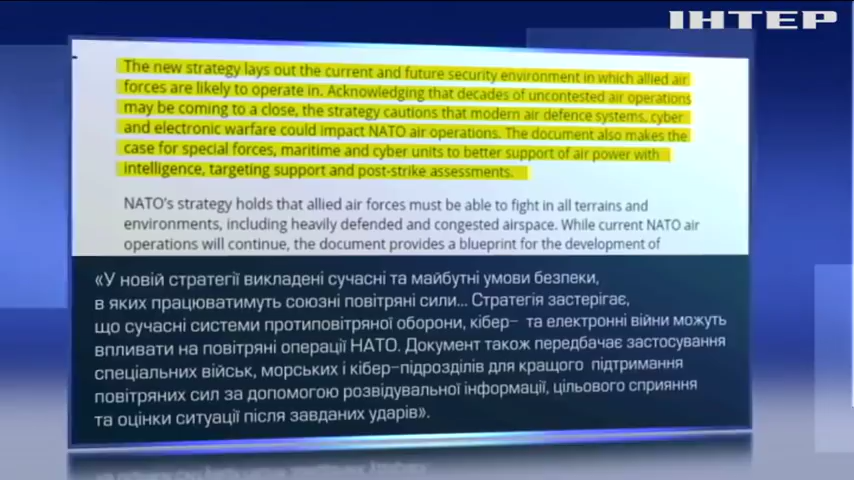 ІНТЕР
The new strategy lays out the current and future security environment in which allied air
forces are likely to operate in. Acknowledging that decades of uncontested air operations
may be coming to a close, the strategy cautions that modern air defence systems, cyber
and electronic warfare could impact NATO air operations. The document also makes the
case for special forces, maritime and cyber units to better support of air power with
intelligence, targeting support and post-strike assessments.
NATO's strategy holds that allied air forces must be able to fight in all terrains and
environments, including heavily defended and congested airspace. While current NATO air
operations will continue, the document provides a blueprint for the development of
«У новій стратегії викладені сучасні та майбутні умови безпеки,
в яких працюватимуть союзні повітряні сили... Стратегія застерігає,
що сучасні системи протиповітряної оборони, кібер– та електронні війни можуть
впливати на повітряні операції НАТО. Документ також передбачає застосування
спеціальних військ, морських і кібер–підрозділів для кращого підтримання
повітряних сил за допомогою розвідувальної інформації, цільового сприяння
та оцінки ситуації після завданих ударів».